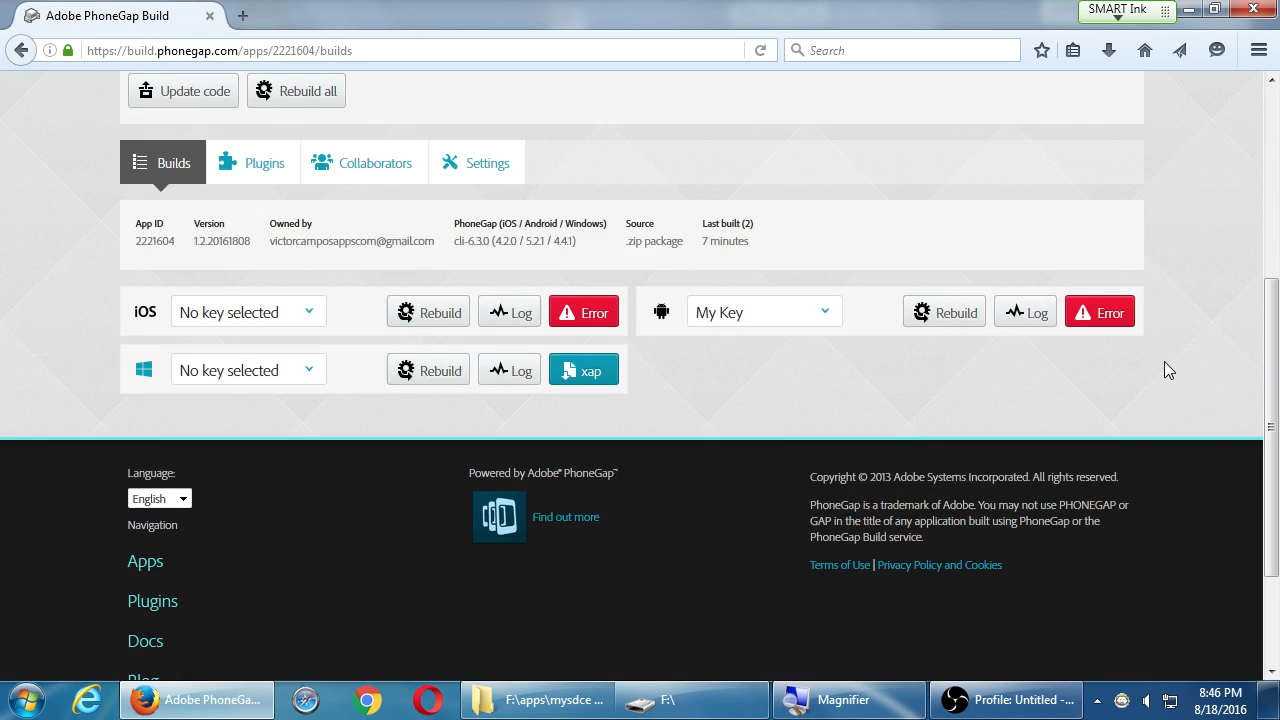 Adobe PhoneGap Build
SMART Ink
https://build.phonegap.com/apps/2221604/builds
Search
Update code
Rebuild all
Builds
Plugins
Collaborators
Settings
App ID
Version
Owned by
PhoneGap (iOS / Android / Windows)
Source
Last built (2)
2221604
1.2.20161808
victorcamposappscom@gmail.com
cli-6.3.0 (4.2.0 / 5.2.1 / 4.4.1)
.zip package
7 minutes
iOS
No key selected
Rebuild
Log
Error
My Key
Rebuild
Log
Error
No key selected
Rebuild
Log
xap
Language:
English
Navigation
Apps
Plugins
Docs
Blog
Powered by Adobe® PhoneGap™
Find out more
Copyright © 2013 Adobe Systems Incorporated. All rights reserved.
PhoneGap is a trademark of Adobe. You may not use PHONEGAP or
GAP in the title of any application built using PhoneGap or the
PhoneGap Build service.
Terms of Use | Privacy Policy and Cookies
Adobe PhoneGa...
F:\apps\mysdce ...
F:\
Magnifier
Profile: Untitled -...
8:46 PM
8/18/2016